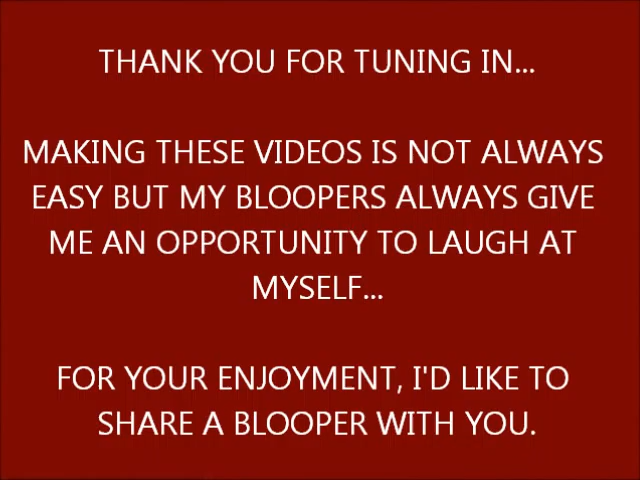 THANK YOU FOR TUNING IN...
MAKING THESE VIDEOS IS NOT ALWAYS
EASY BUT MY BLOOPERS ALWAYS GIVE
ME AN OPPORTUNITY TO LAUGH AT
MYSELF...
FOR YOUR ENJOYMENT, I'D LIKE TO
SHARE A BLOOPER WITH YOU.